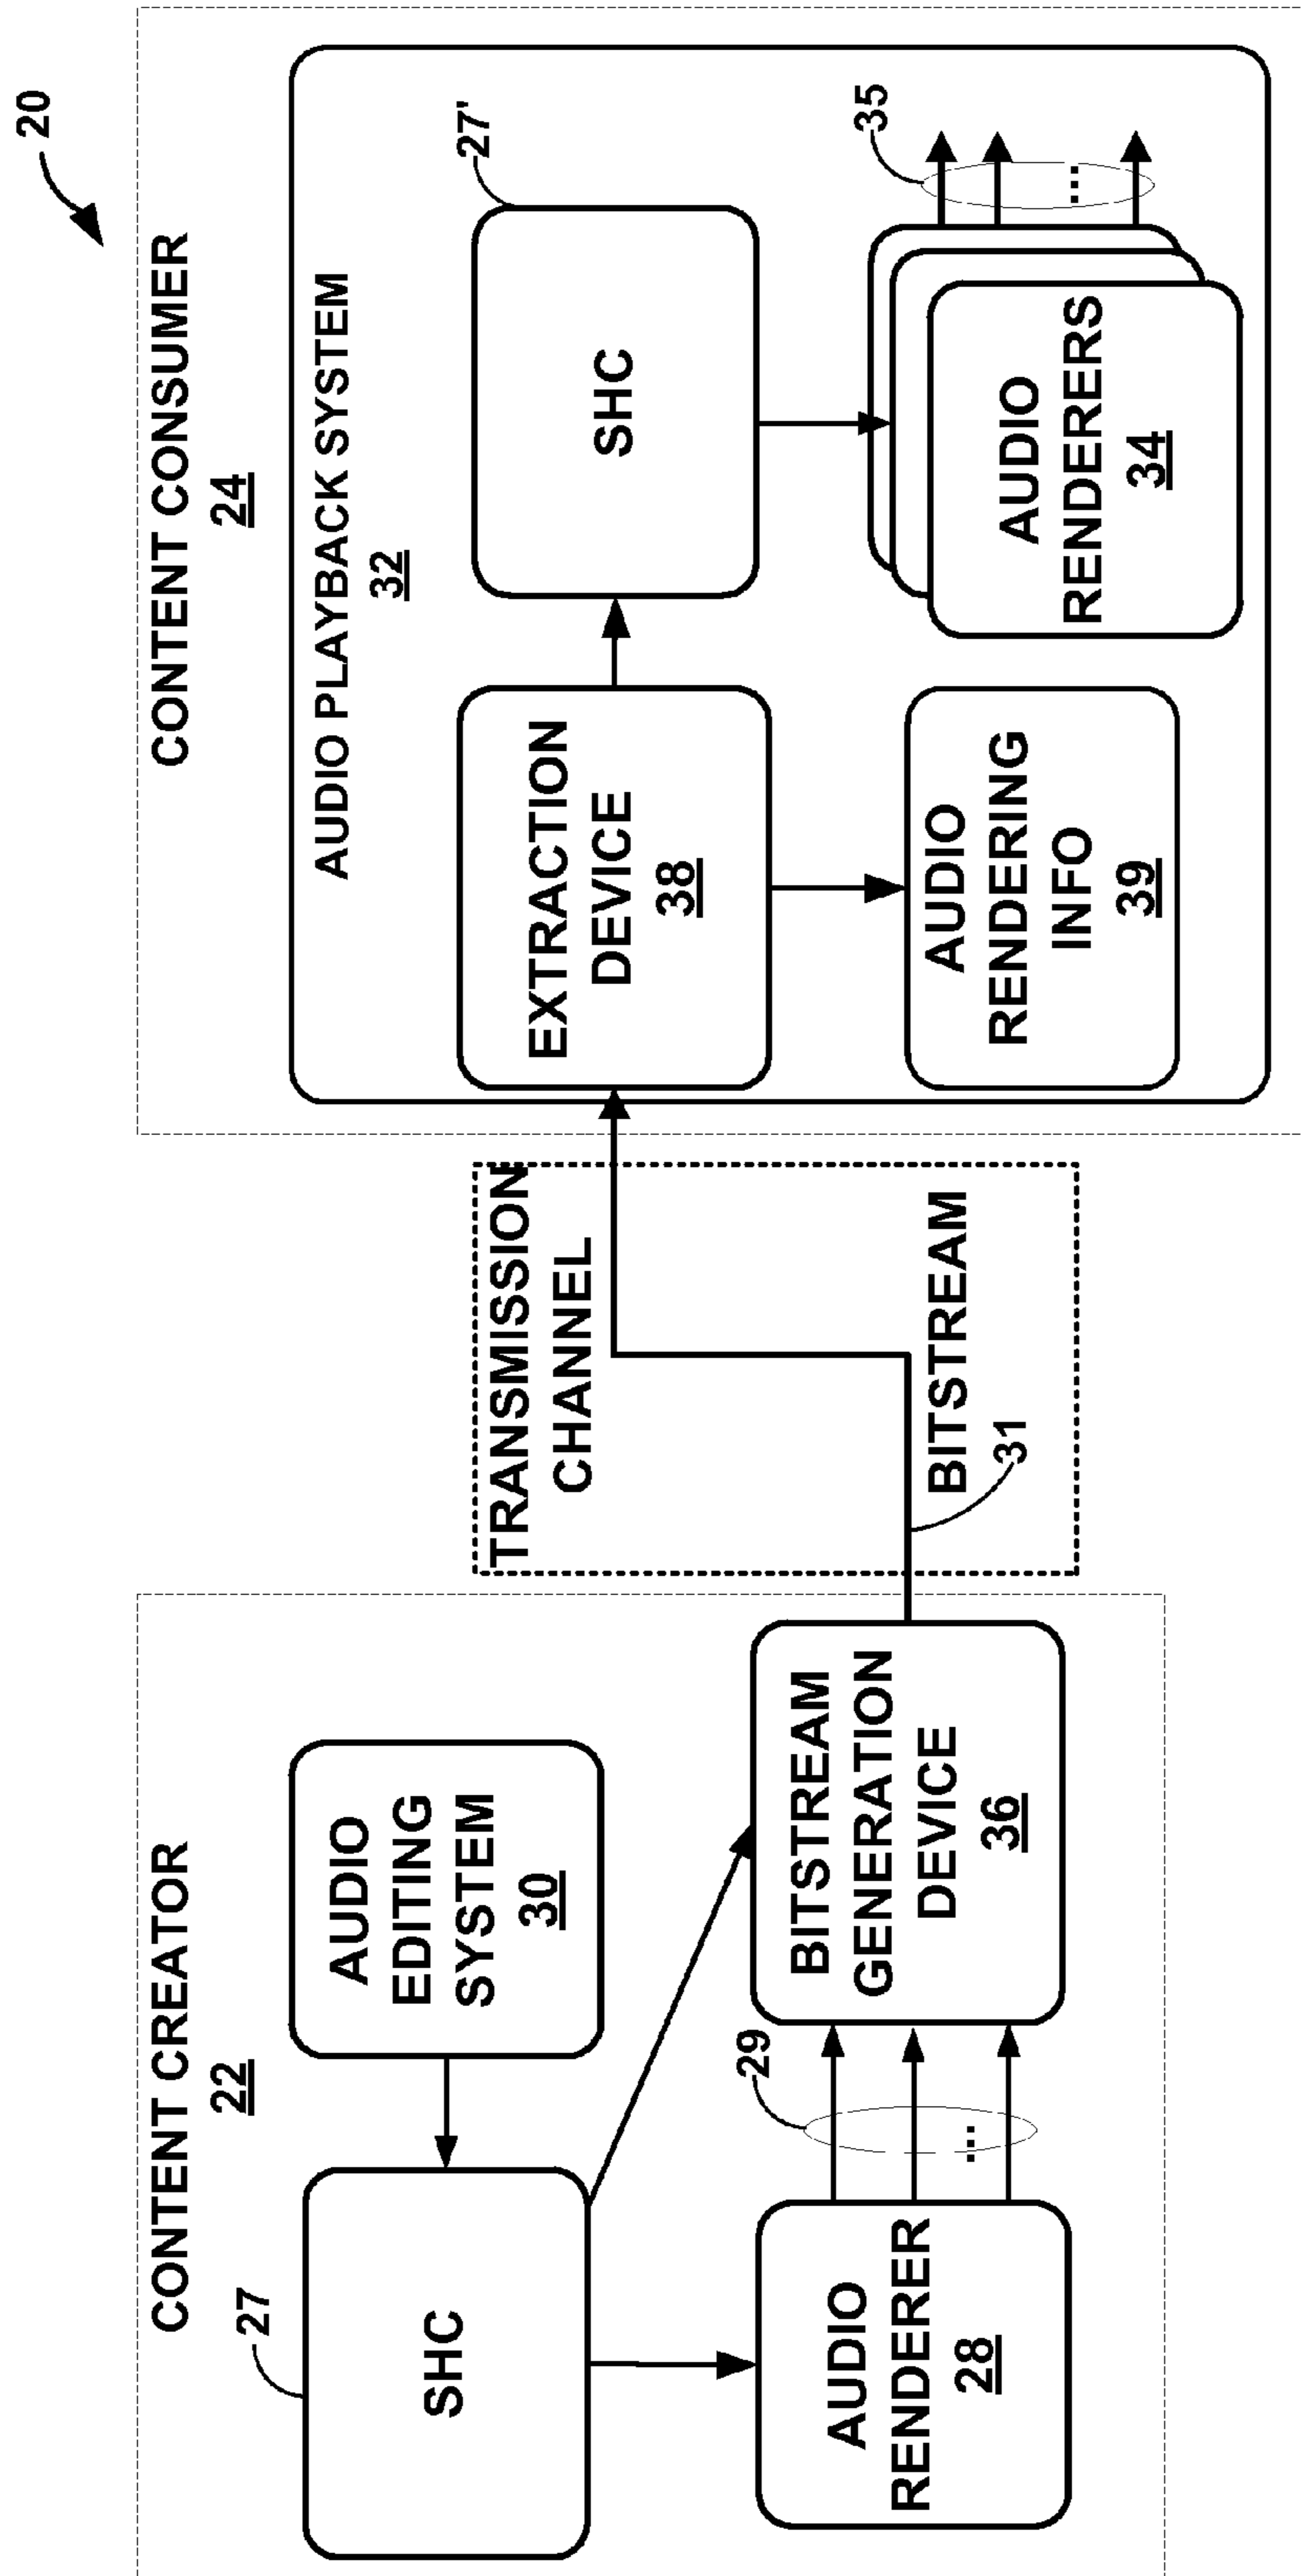 20
CONTENT CREATOR
22
27
SHC
AUDIO
EDITING
SYSTEM
30
AUDIO
RENDERER
28
29
...
BITSTREAM
GENERATION
DEVICE
36
TRANSMISSION
CHANNEL
BITSTREAM
31
CONTENT CONSUMER
24
AUDIO PLAYBACK SYSTEM
32
EXTRACTION
DEVICE
38
27'
SHC
AUDIO
RENDERING
INFO
39
AUDIO
RENDERERS
34
35
...